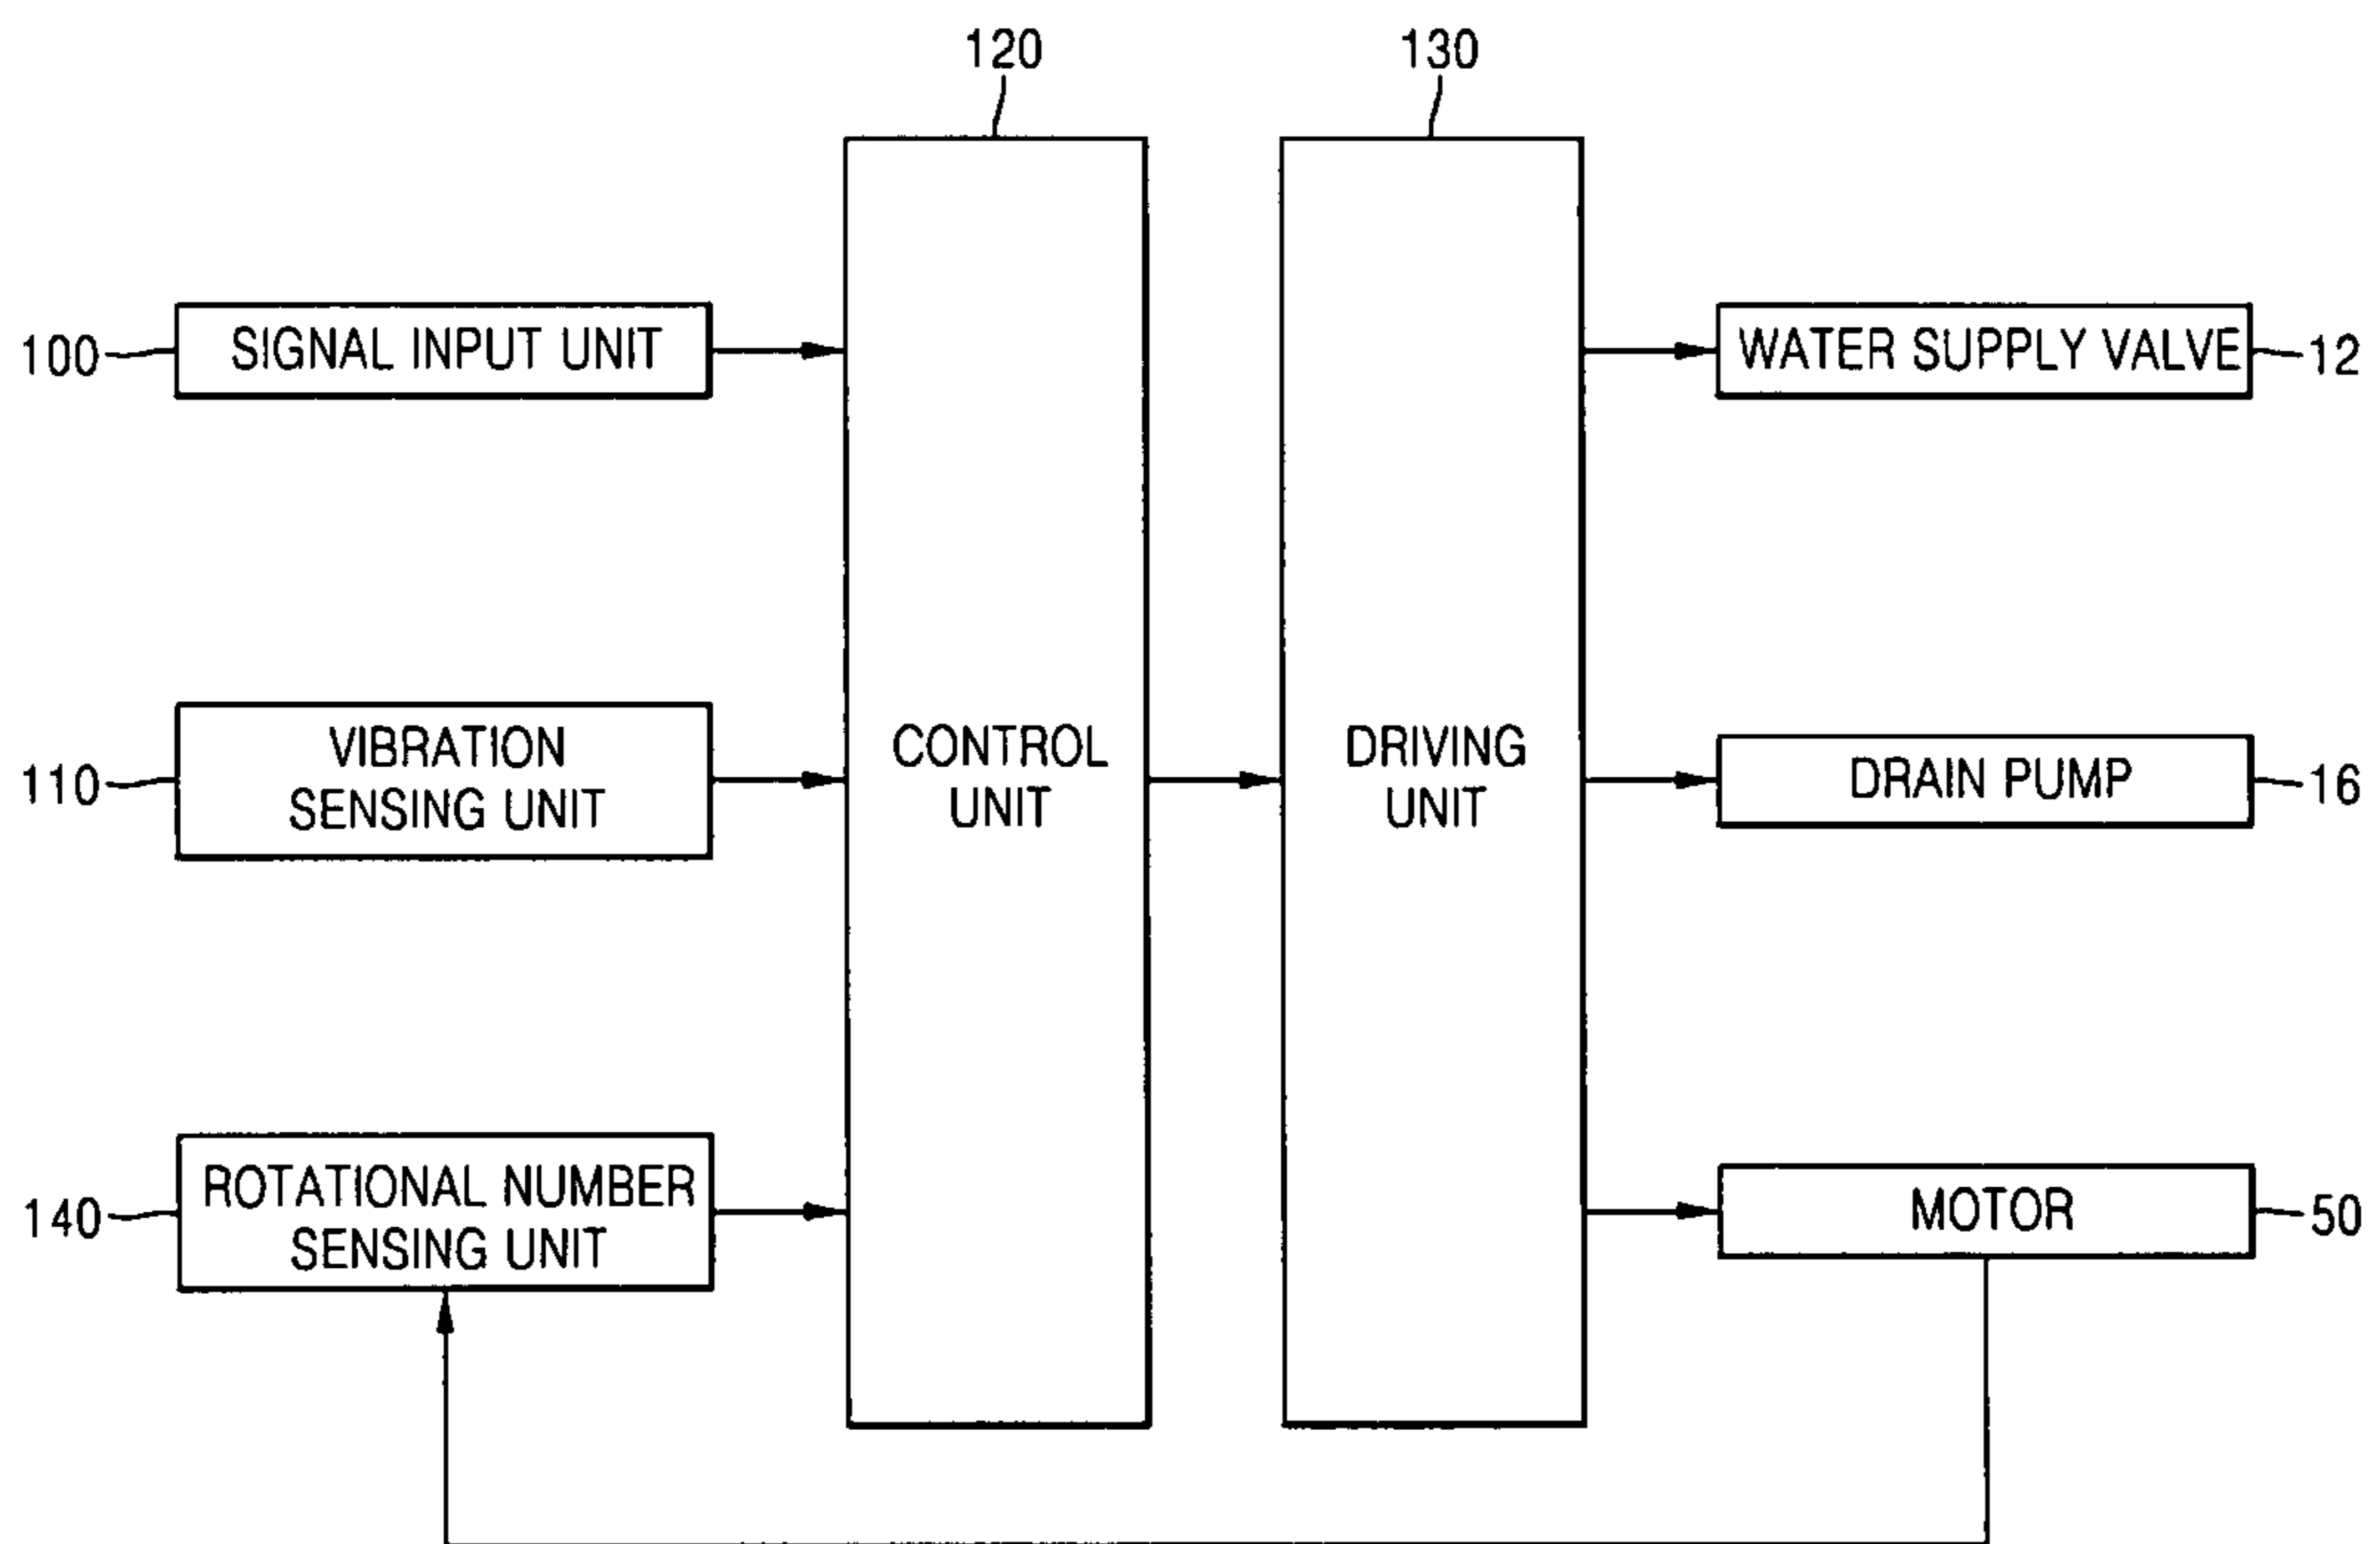 120
130
100
SIGNAL INPUT UNIT
WATER SUPPLY VALVE
12
110
VIBRATION
SENSING UNIT
CONTROL
UNIT
DRIVING
UNIT
DRAIN PUMP
16
140
ROTATIONAL NUMBER
SENSING UNIT
MOTOR
50